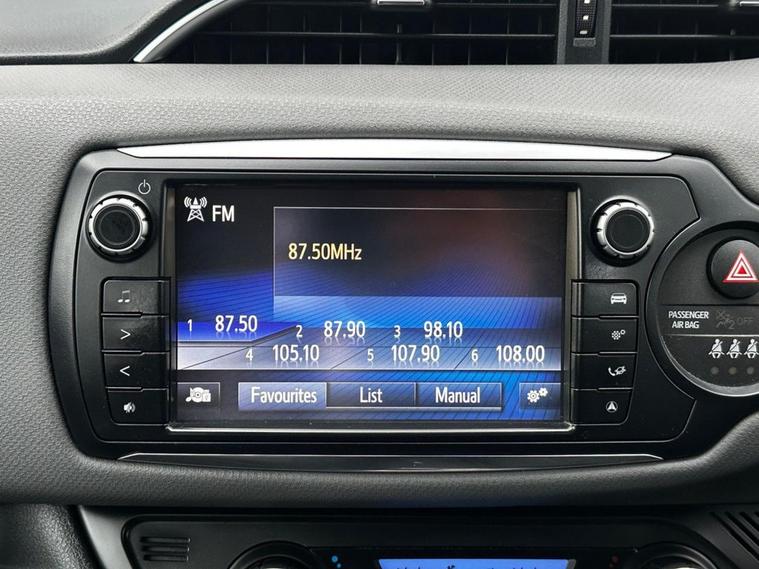 FM
87.50MHz
1 87.50 2 87.90 3 98.10
4 105.10 5 107.90 6 108.00
Favourites List Manual
PASSENGER
AIR BAG
OFF
2